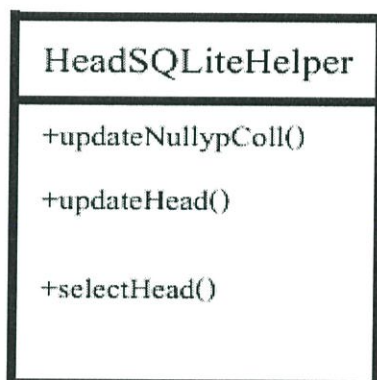 HeadSQLiteHelper
+updateNullypColl()
+updateHead()
+selectHead()